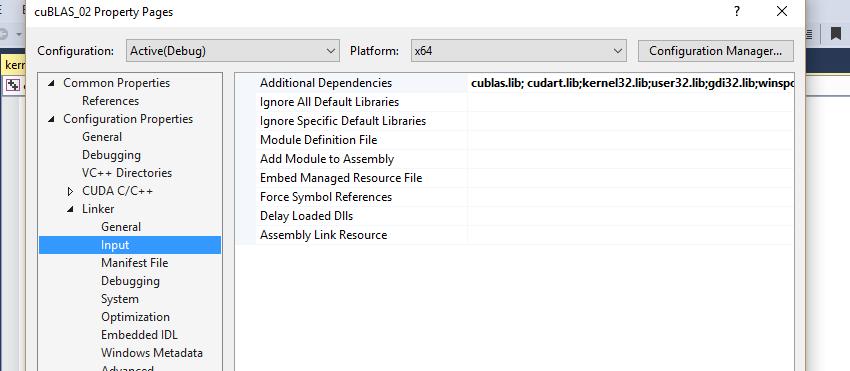 cuBLAS_02 Property Pages ? ×
Configuration: Active(Debug) Platform: x64 Configuration Manager...
Common Properties
References
Configuration Properties
General
Debugging
VC++ Directories
CUDA C/C++
Linker
General
Input
Manifest File
Debugging
System
Optimization
Embedded IDL
Windows Metadata
Advanced
Additional Dependencies cublas.lib; cudart.lib;kernel32.lib;user32.lib;gdi32.lib;winspo
Ignore All Default Libraries
Ignore Specific Default Libraries
Module Definition File
Add Module to Assembly
Embed Managed Resource File
Force Symbol References
Delay Loaded Dlls
Assembly Link Resource